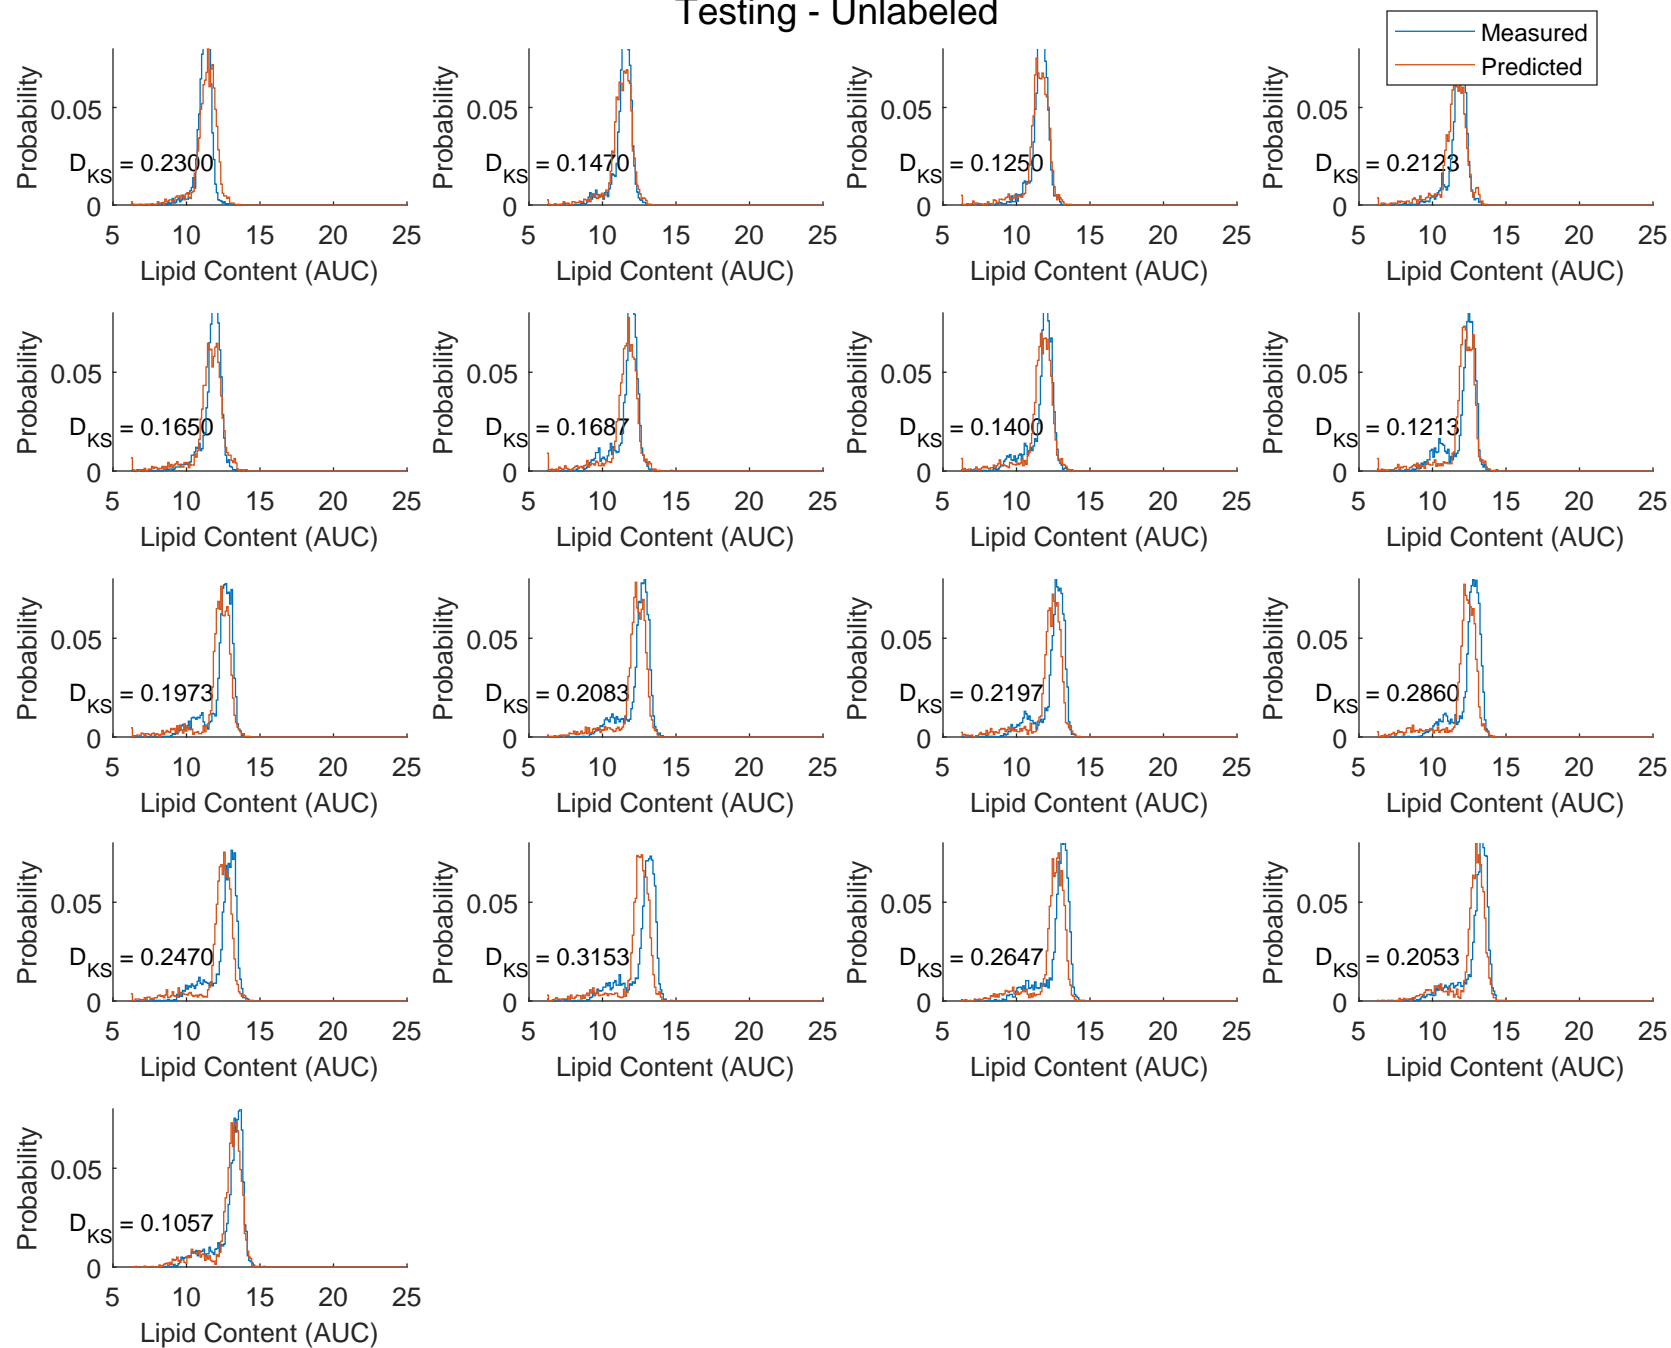 Testing - Unlabeled
Measured
Predicted
Probability
0.05
0
D_KS = 0.2300
5 10 15 20 25
Lipid Content (AUC)
Probability
0.05
0
D_KS = 0.1470
5 10 15 20 25
Lipid Content (AUC)
Probability
0.05
0
D_KS = 0.1250
5 10 15 20 25
Lipid Content (AUC)
Probability
0.05
0
D_KS = 0.2123
5 10 15 20 25
Lipid Content (AUC)
Probability
0.05
0
D_KS = 0.1650
5 10 15 20 25
Lipid Content (AUC)
Probability
0.05
0
D_KS = 0.1687
5 10 15 20 25
Lipid Content (AUC)
Probability
0.05
0
D_KS = 0.1400
5 10 15 20 25
Lipid Content (AUC)
Probability
0.05
0
D_KS = 0.1213
5 10 15 20 25
Lipid Content (AUC)
Probability
0.05
0
D_KS = 0.1973
5 10 15 20 25
Lipid Content (AUC)
Probability
0.05
0
D_KS = 0.2083
5 10 15 20 25
Lipid Content (AUC)
Probability
0.05
0
D_KS = 0.2197
5 10 15 20 25
Lipid Content (AUC)
Probability
0.05
0
D_KS = 0.2860
5 10 15 20 25
Lipid Content (AUC)
Probability
0.05
0
D_KS = 0.2470
5 10 15 20 25
Lipid Content (AUC)
Probability
0.05
0
D_KS = 0.3153
5 10 15 20 25
Lipid Content (AUC)
Probability
0.05
0
D_KS = 0.2647
5 10 15 20 25
Lipid Content (AUC)
Probability
0.05
0
D_KS = 0.2053
5 10 15 20 25
Lipid Content (AUC)
Probability
0.05
0
D_KS = 0.1057
5 10 15 20 25
Lipid Content (AUC)